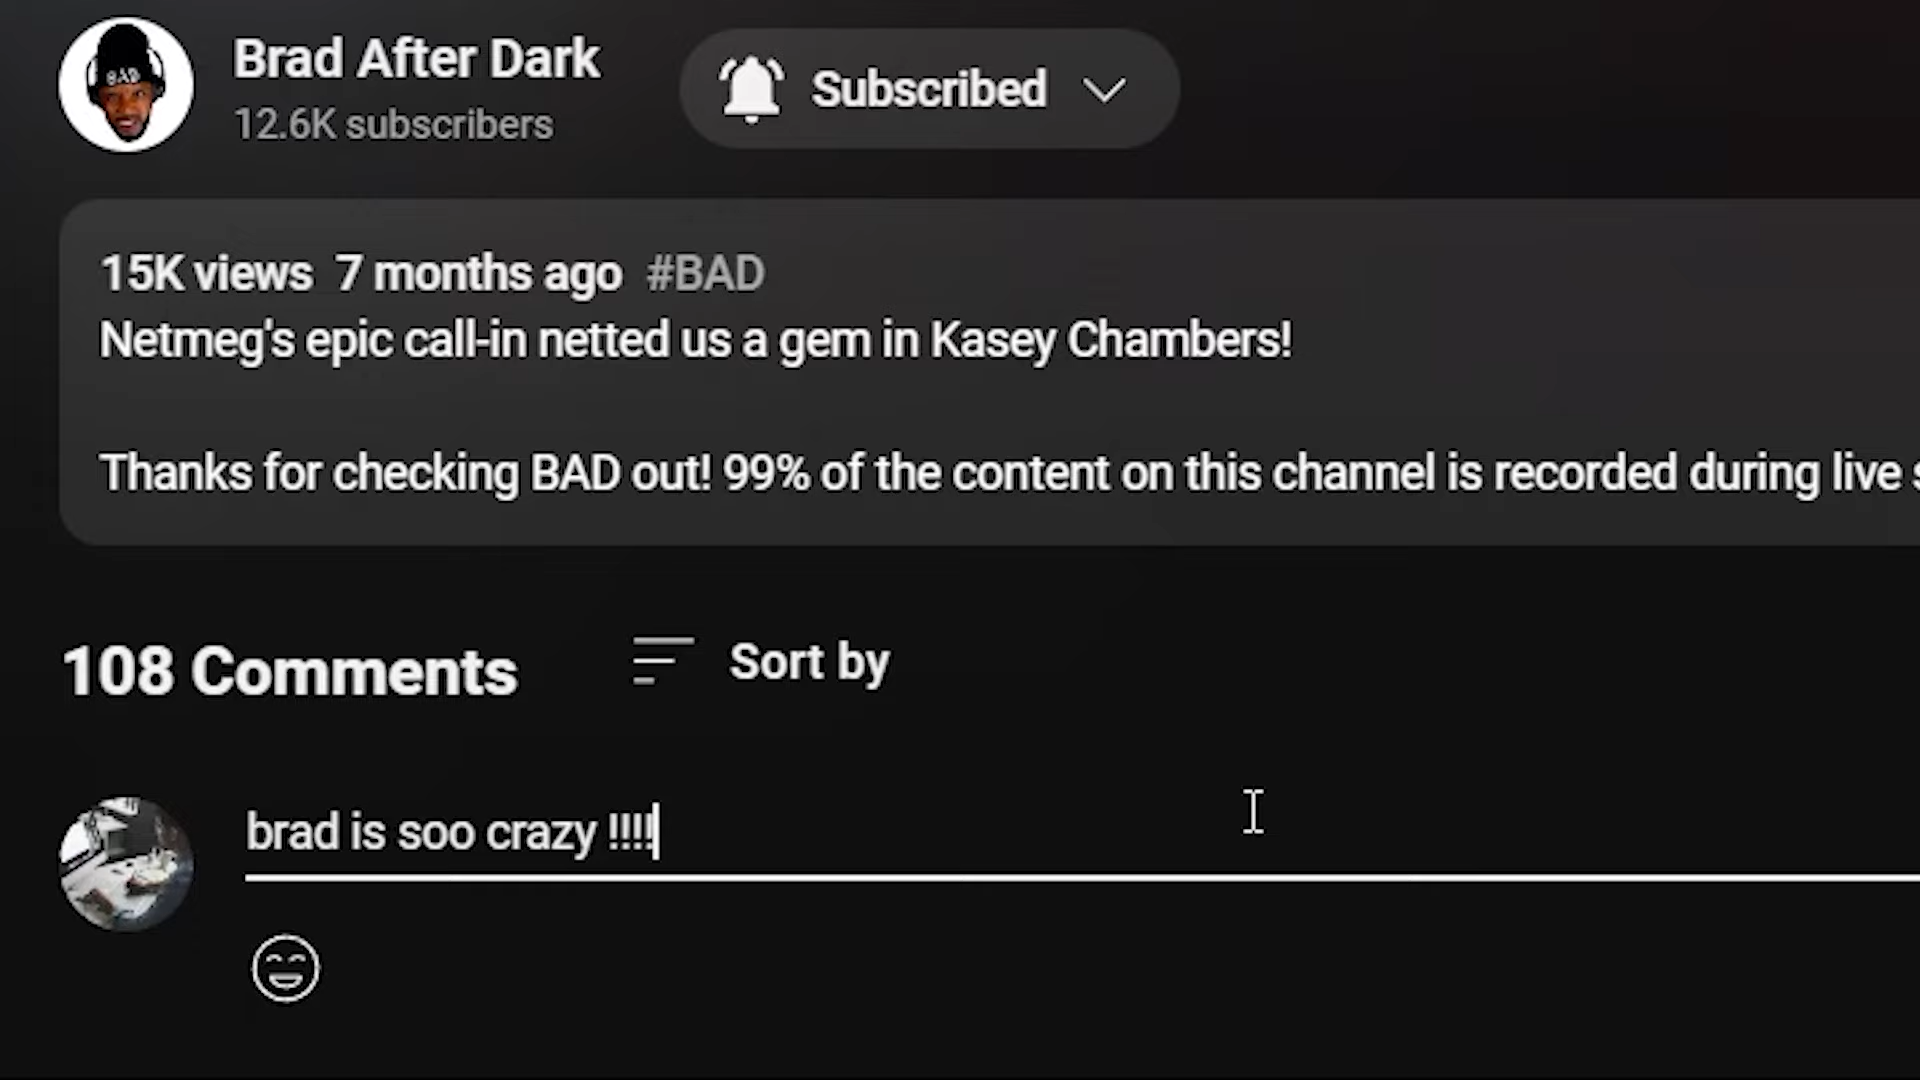 BAD
Brad After Dark
12.6K subscribers
Subscribed
15K views 7 months ago #BAD
Netmeg's epic call-in netted us a gem in Kasey Chambers!
Thanks for checking BAD out! 99% of the content on this channel is recorded during live
108 Comments
Sort by
brad is soo crazy !!!!